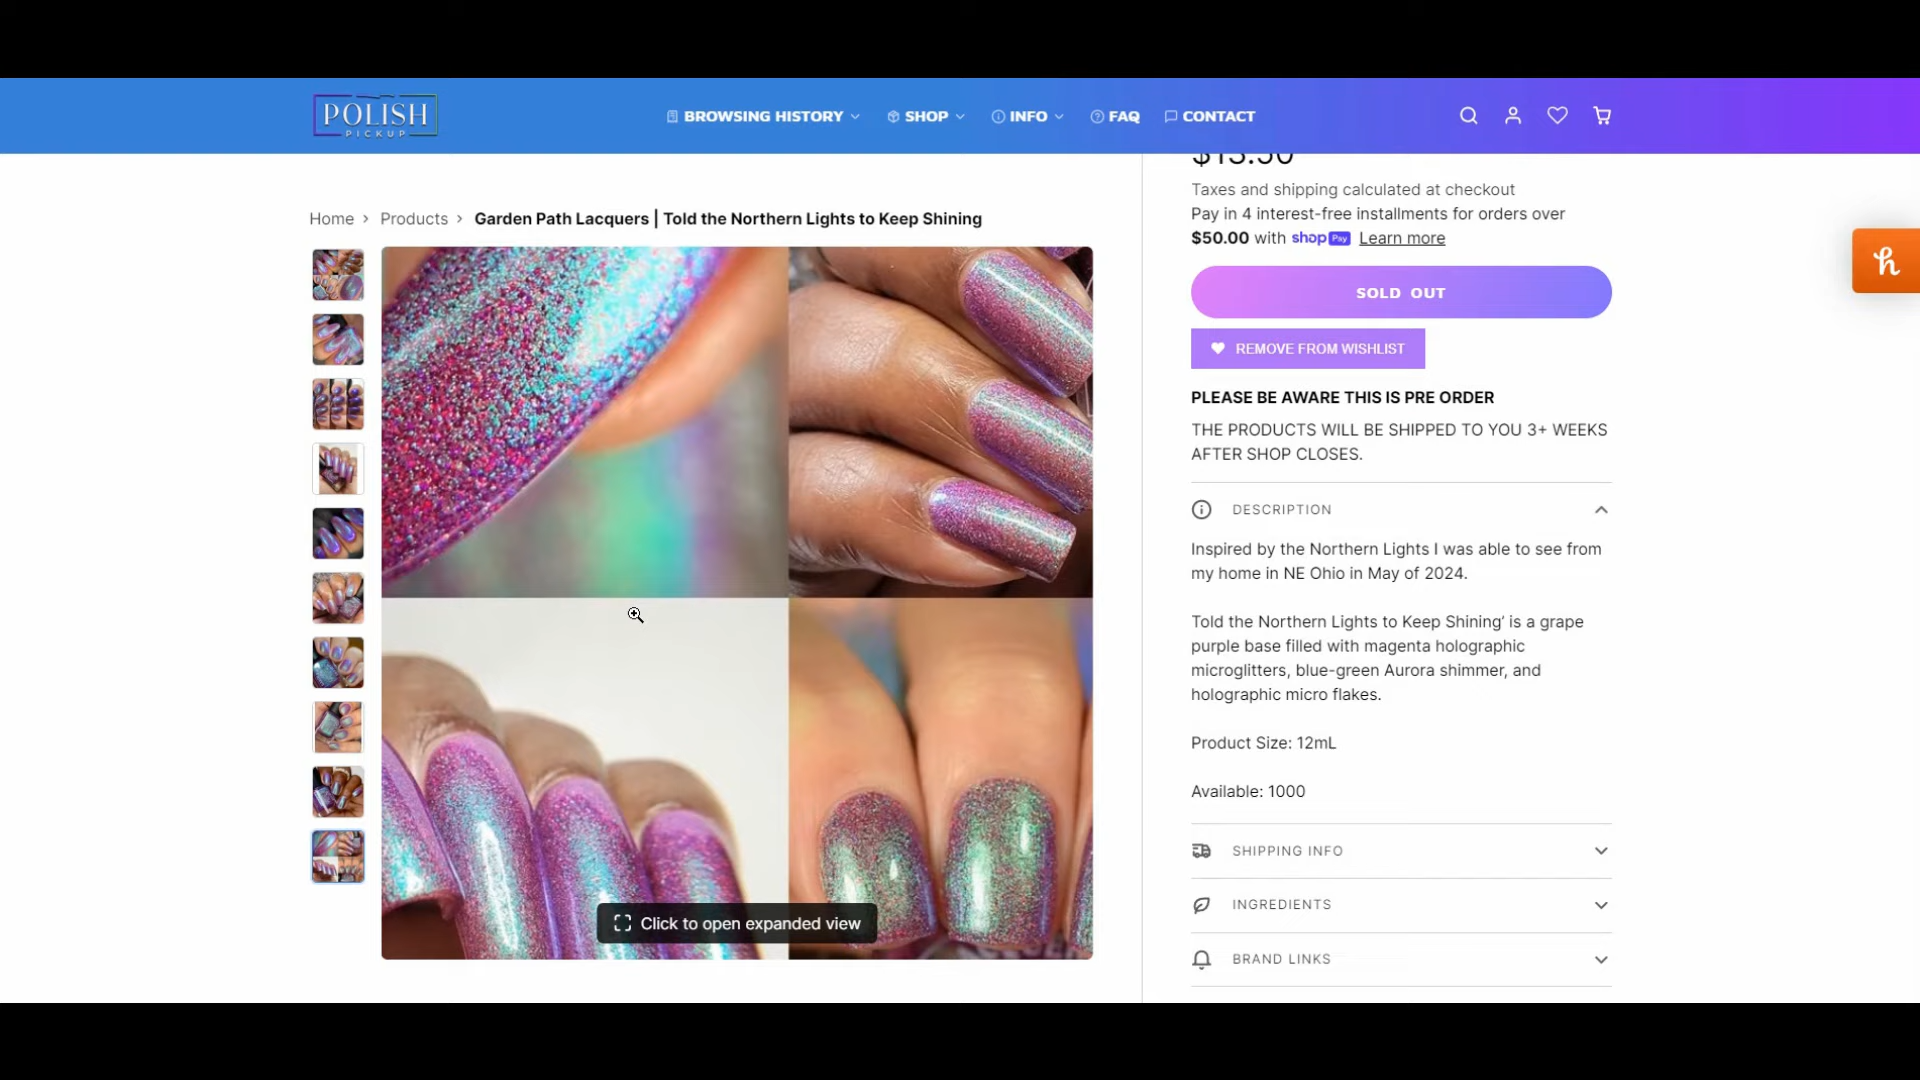 POLISH
PICKUP
BROWSING HISTORY
SHOP
INFO
FAQ
CONTACT
Home > Products > Garden Path Lacquers | Told the Northern Lights to Keep Shining
Click to open expanded view
$13.50
Taxes and shipping calculated at checkout
Pay in 4 interest-free installments for orders over
$50.00 with shop Pay Learn more
SOLD OUT
REMOVE FROM WISHLIST
PLEASE BE AWARE THIS IS PRE ORDER
THE PRODUCTS WILL BE SHIPPED TO YOU 3+ WEEKS
AFTER SHOP CLOSES.
DESCRIPTION
Inspired by the Northern Lights I was able to see from
my home in NE Ohio in May of 2024.
Told the Northern Lights to Keep Shining’ is a grape
purple base filled with magenta holographic
microglitters, blue-green Aurora shimmer, and
holographic micro flakes.
Product Size: 12mL
Available: 1000
SHIPPING INFO
INGREDIENTS
BRAND LINKS
h